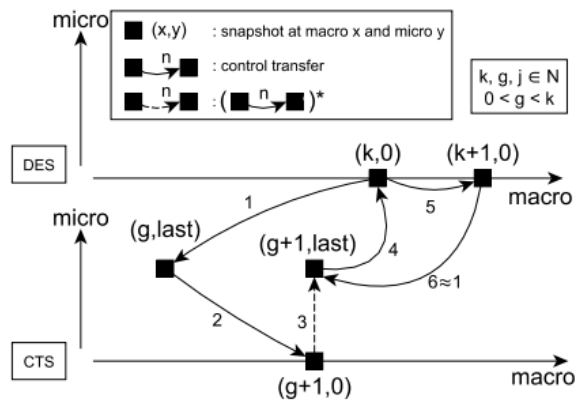 micro
(x,y) : snapshot at macro x and micro y
n : control transfer
n : ( n )*
k, g, j ∈ N
0 < g < k
(k,0) (k+1,0)
DES
macro
micro
1
5
(g,last)
(g+1,last)
4
6≈1
2
3
CTS
(g+1,0)
macro